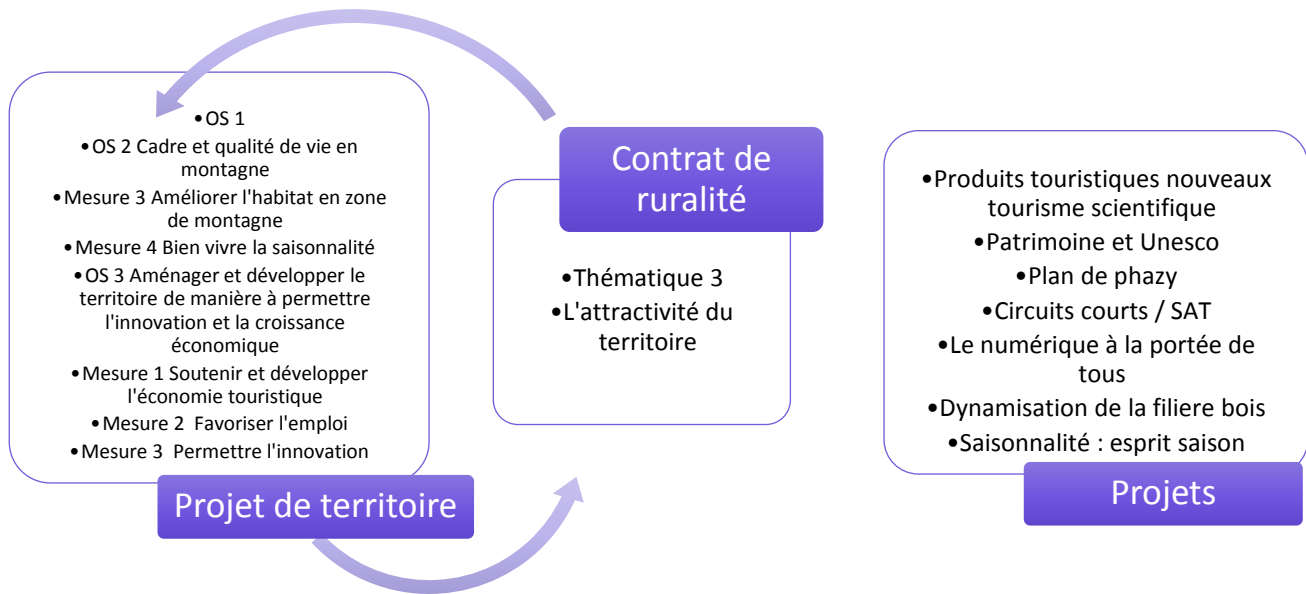 •OS 1
•OS 2 Cadre et qualité de vie en
montagne
•Mesure 3 Améliorer l'habitat en zone
de montagne
•Mesure 4 Bien vivre la saisonnalité
•OS 3 Aménager et développer le
territoire de manière à permettre
l'innovation et la croissance
économique
•Mesure 1 Soutenir et développer
l'économie touristique
•Mesure 2 Favoriser l'emploi
•Mesure 3 Permettre l'innovation
Projet de territoire
Contrat de
ruralité
•Thématique 3
•L'attractivité du
territoire
•Produits touristiques nouveaux
tourisme scientifique
•Patrimoine et Unesco
•Plan de phazy
•Circuits courts / SAT
•Le numérique à la portée de
tous
•Dynamisation de la filiere bois
•Saisonnalité : esprit saison
Projets